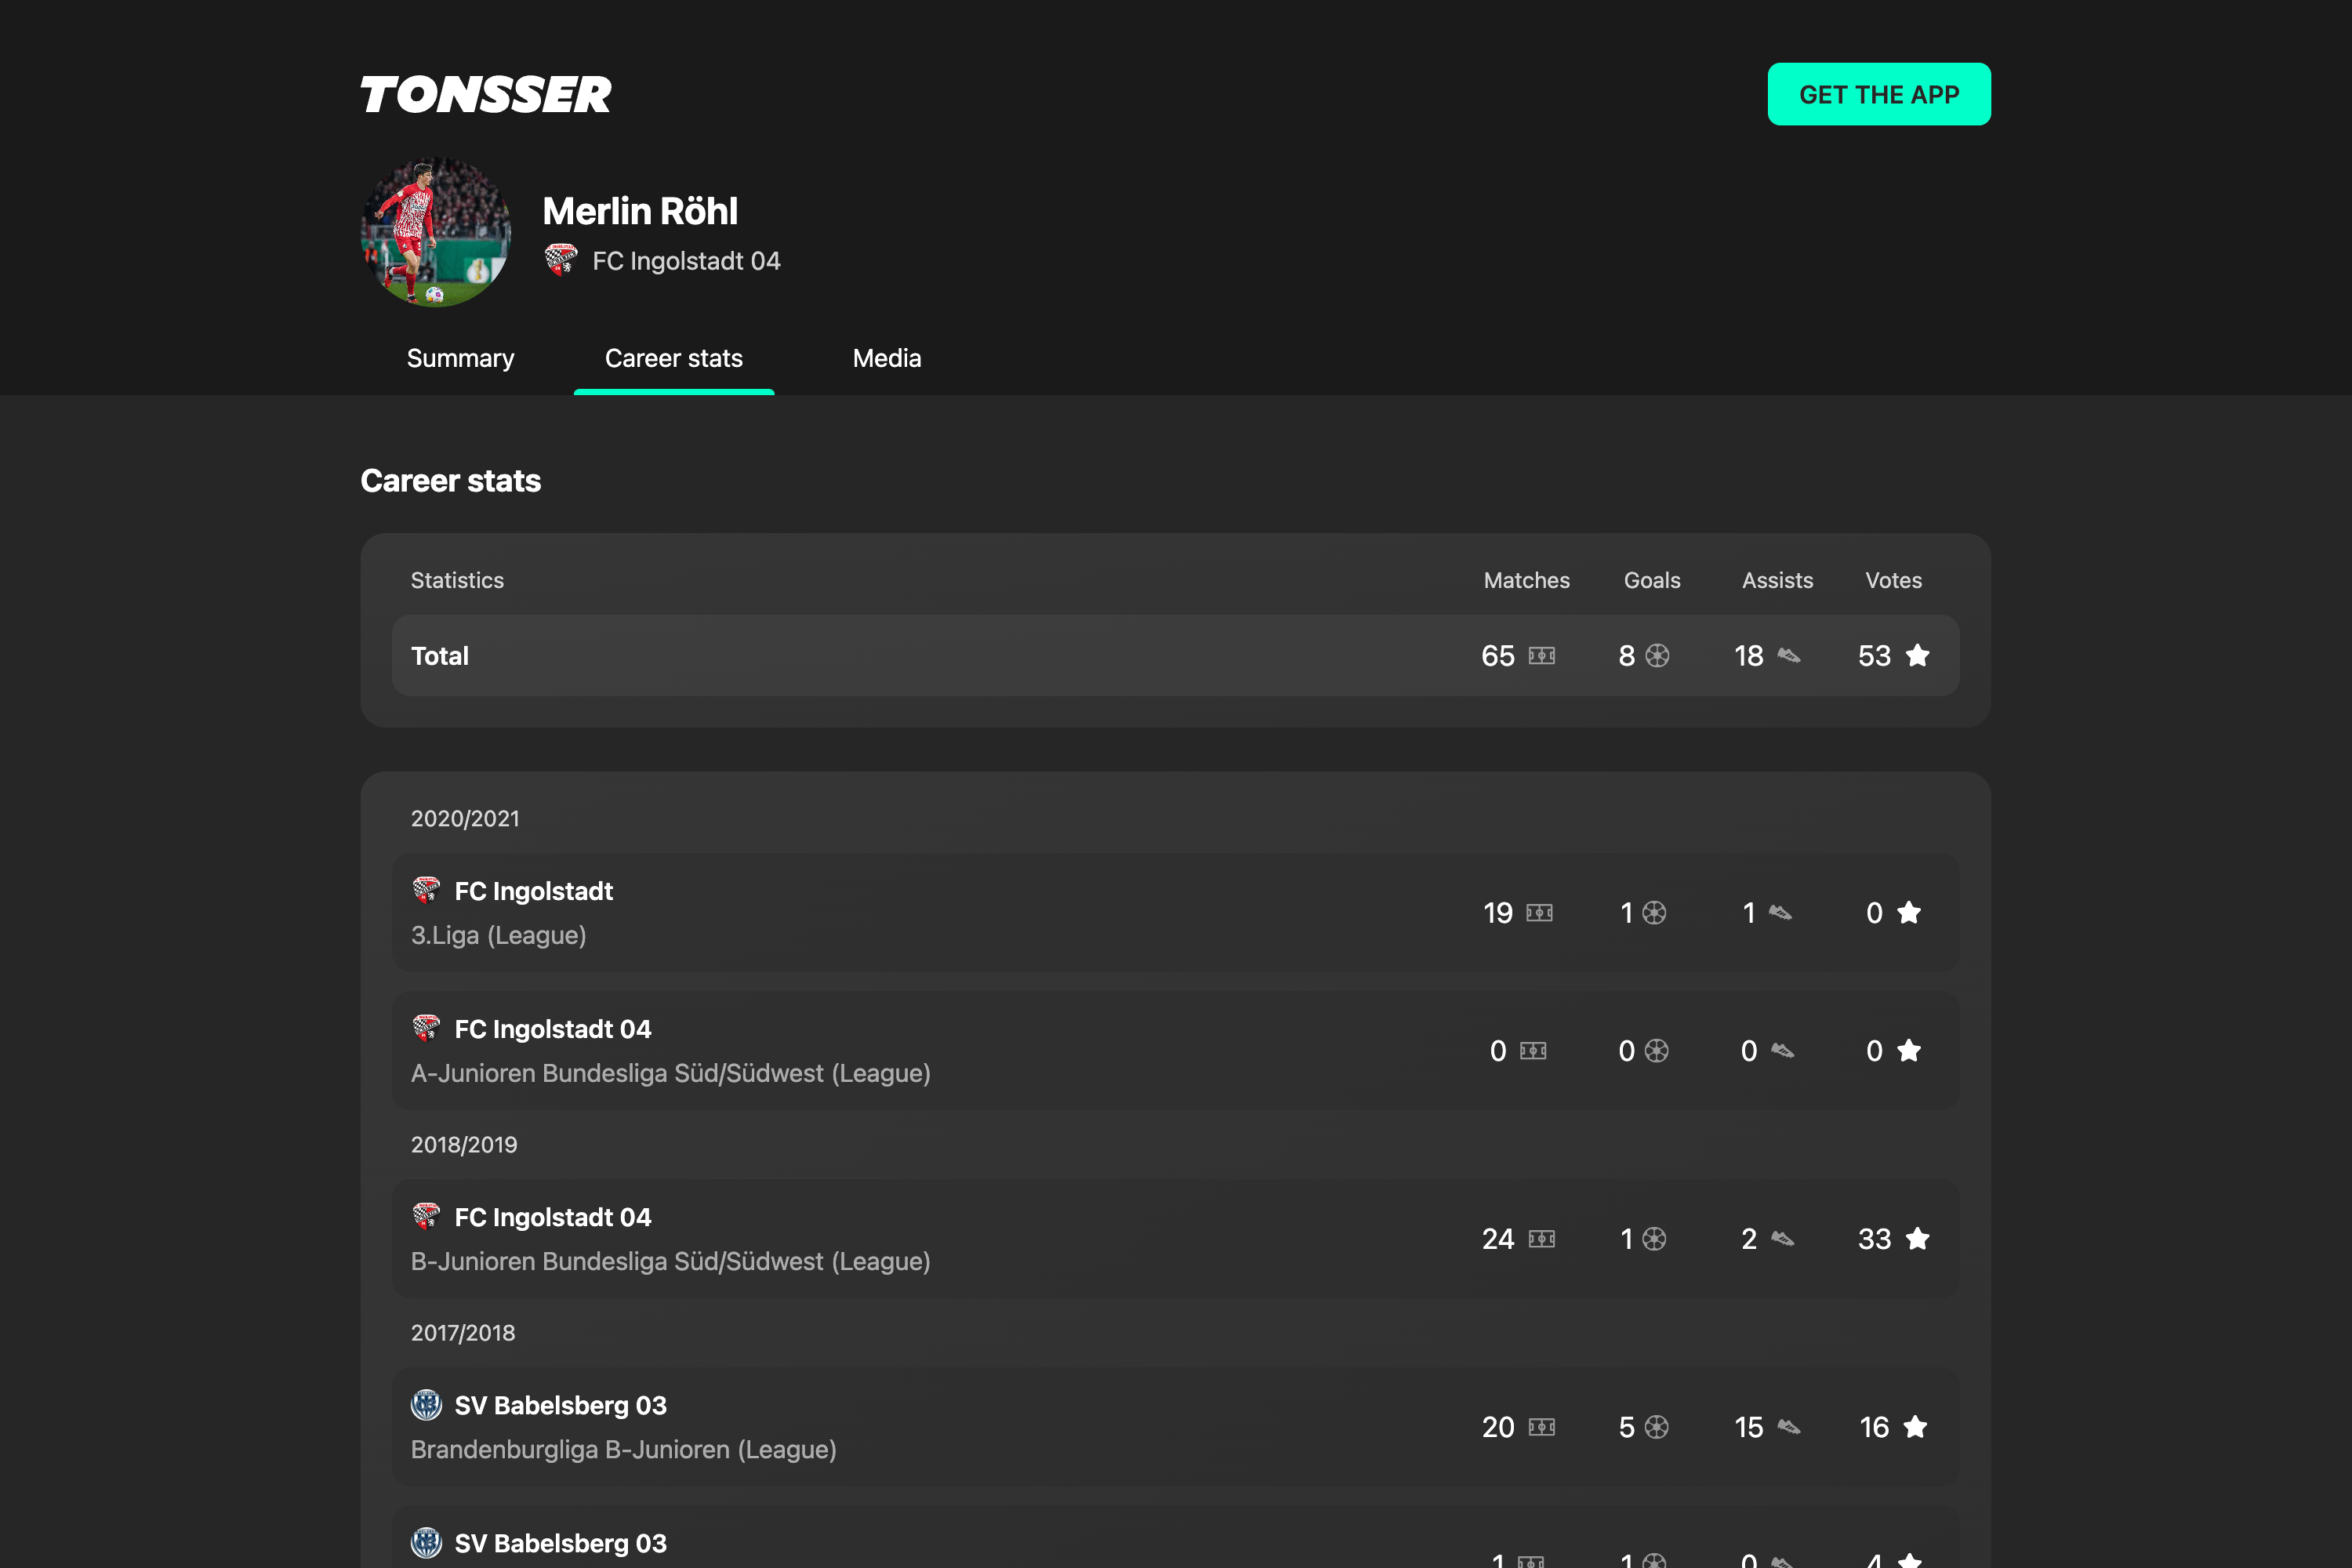 TONSSER
GET THE APP
Merlin Röhl
FC Ingolstadt 04
Summary Career stats Media
Career stats
Statistics Matches Goals Assists Votes
Total 65 8 18 53
2020/2021
FC Ingolstadt
3.Liga (League)
19 1 1 0
FC Ingolstadt 04
A-Junioren Bundesliga Süd/Südwest (League)
0 0 0 0
2018/2019
FC Ingolstadt 04
B-Junioren Bundesliga Süd/Südwest (League)
24 1 2 33
2017/2018
SV Babelsberg 03
Brandenburgliga B-Junioren (League)
20 5 15 16
SV Babelsberg 03
1 1 0 4